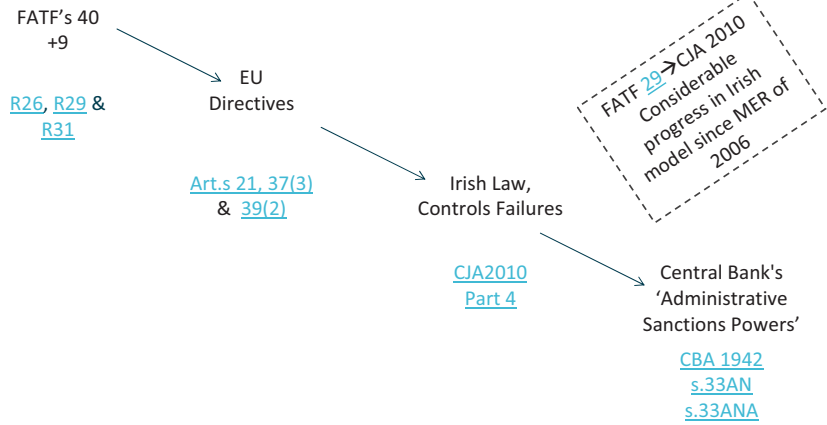 FATF's 40
+9
R26, R29 &
R31
EU
Directives
Art.s 21, 37(3)
& 39(2)
Irish Law,
Controls Failures
CJA2010
Part 4
Central Bank's
‘Administrative
Sanctions Powers’
CBA 1942
s.33AN
s.33ANA
FATF 29→CJA 2010
Considerable
progress in Irish
model since MER of
2006